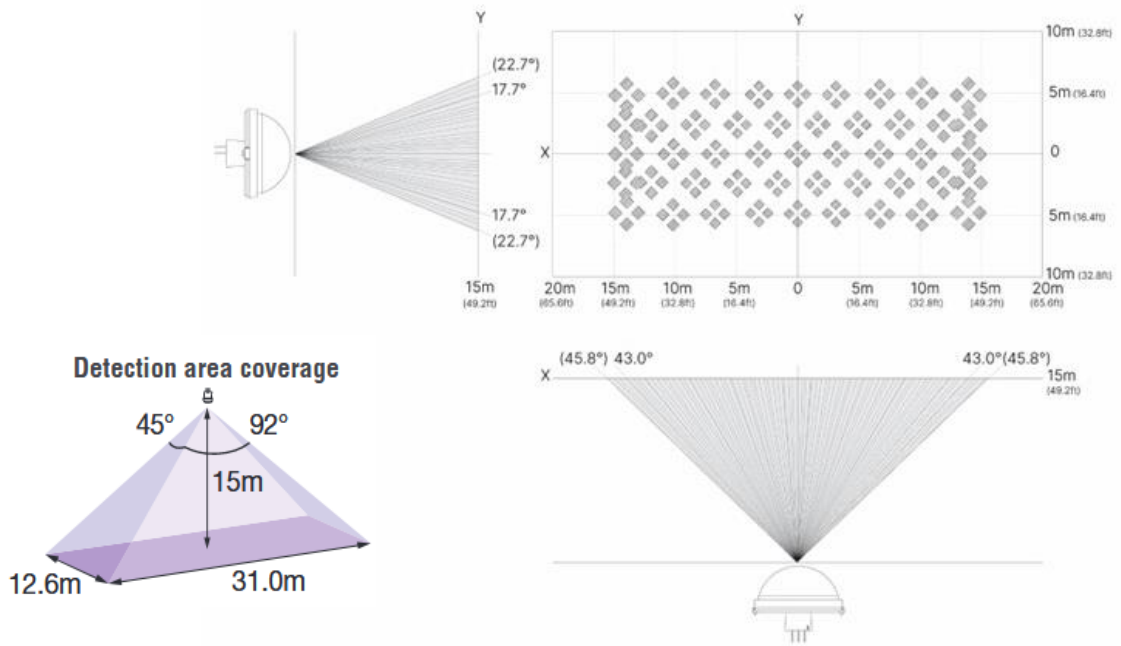 Y
(22.7°)
17.7°
17.7°
(22.7°)
15m
(49.2ft)
Y
10m (32.8ft)
5m (16.4ft)
X
0
5m (16.4ft)
10m (32.8ft)
20m 15m 10m 5m 0 5m 10m 15m 20m
(65.6ft) (49.2ft) (32.8ft) (16.4ft) (16.4ft) (32.8ft) (49.2ft) (65.6ft)
Detection area coverage
45° 92°
15m
12.6m
31.0m
(45.8°) 43.0° 43.0°(45.8°)
X
15m
(49.2ft)